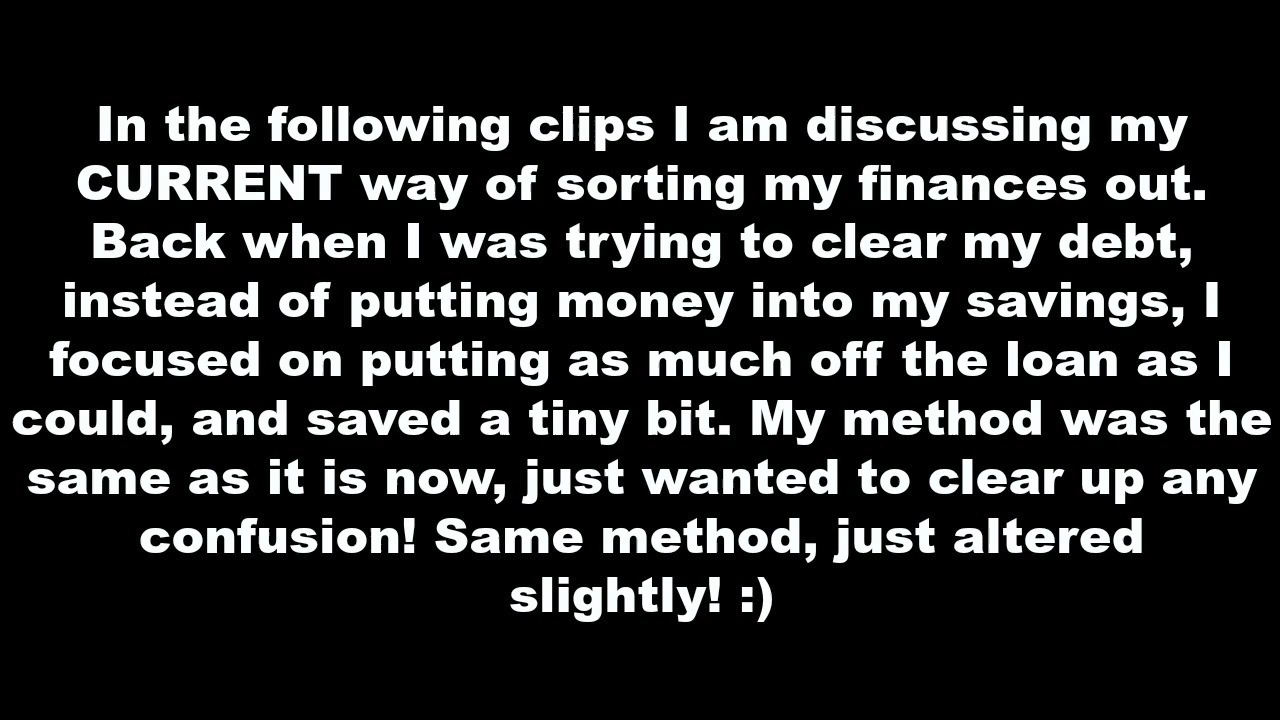 In the following clips I am discussing my
CURRENT way of sorting my finances out.
Back when I was trying to clear my debt,
instead of putting money into my savings, I
focused on putting as much off the loan as I
could, and saved a tiny bit. My method was the
same as it is now, just wanted to clear up any
confusion! Same method, just altered
slightly! :)